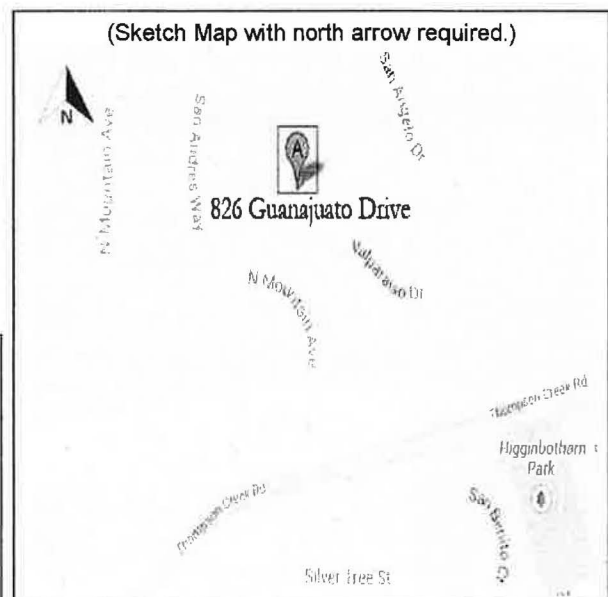 (Sketch Map with north arrow required.)
N
N Mountain Ave
San Andres Way
San Angelo Dr
A
826 Guanajuato Drive
N Mountain Ave
Valparaiso Dr
Thompson Creek Rd
Higginbotham
Park
Thompson Creek Rd
San Benito Ct
Silver Tree St